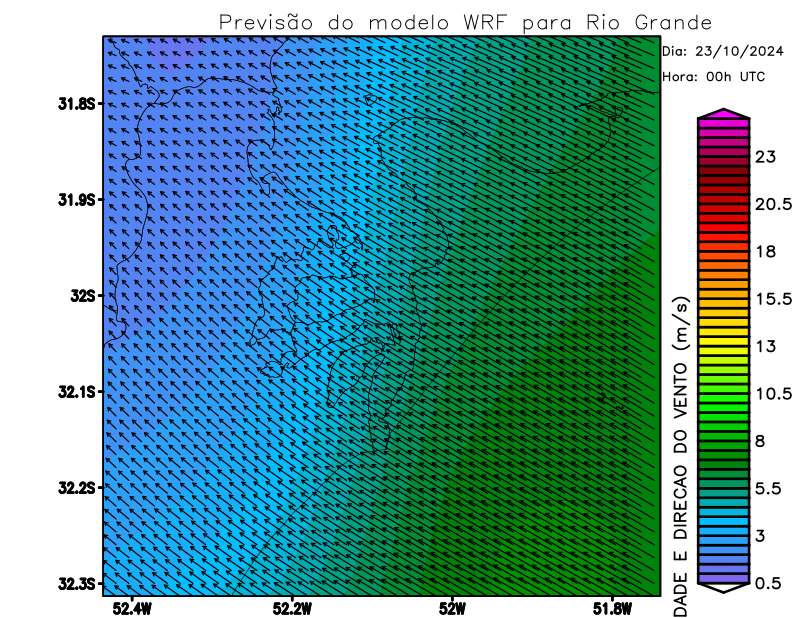 Previsão do modelo WRF para Rio Grande
Dia: 23/10/2024
Hora: 00h UTC
31.8S
31.9S
32S
32.1S
32.2S
32.3S
52.4W
52.2W
52W
51.8W
23
20.5
18
15.5
13
10.5
8
5.5
3
0.5
DADE E DIRECAO DO VENTO (m/s)